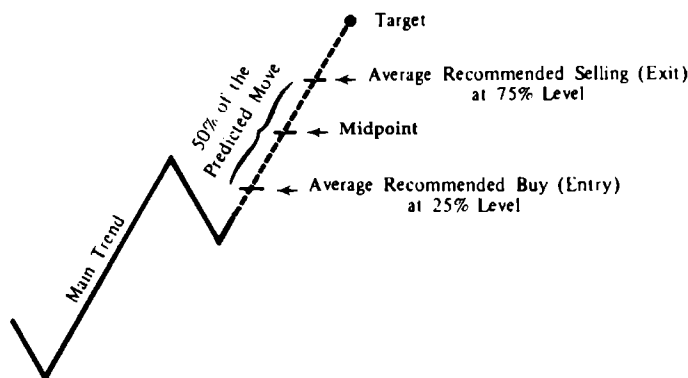 Target
Average Recommended Selling (Exit)
at 75% Level
50% of the
Predicted Move
Midpoint
Average Recommended Buy (Entry)
at 25% Level
Main Trend